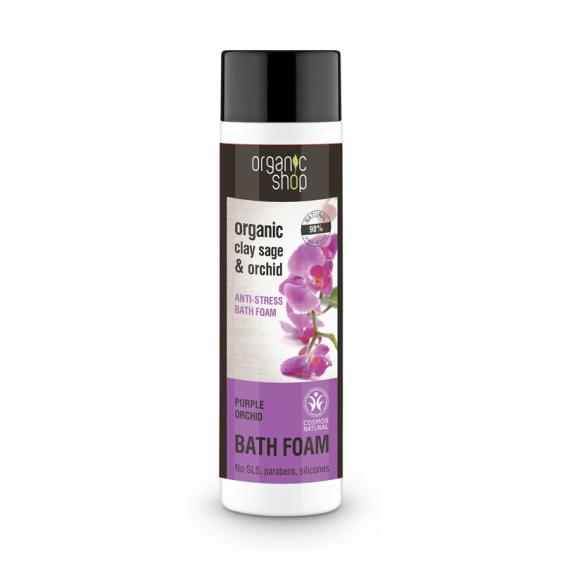 organic
shop
organic
clay sage
& orchid
NATURAL
98%
ANTI-STRESS
BATH FOAM
PURPLE
ORCHID
COSMOS
NATURAL
BATH FOAM
No SLS, parabens, silicones